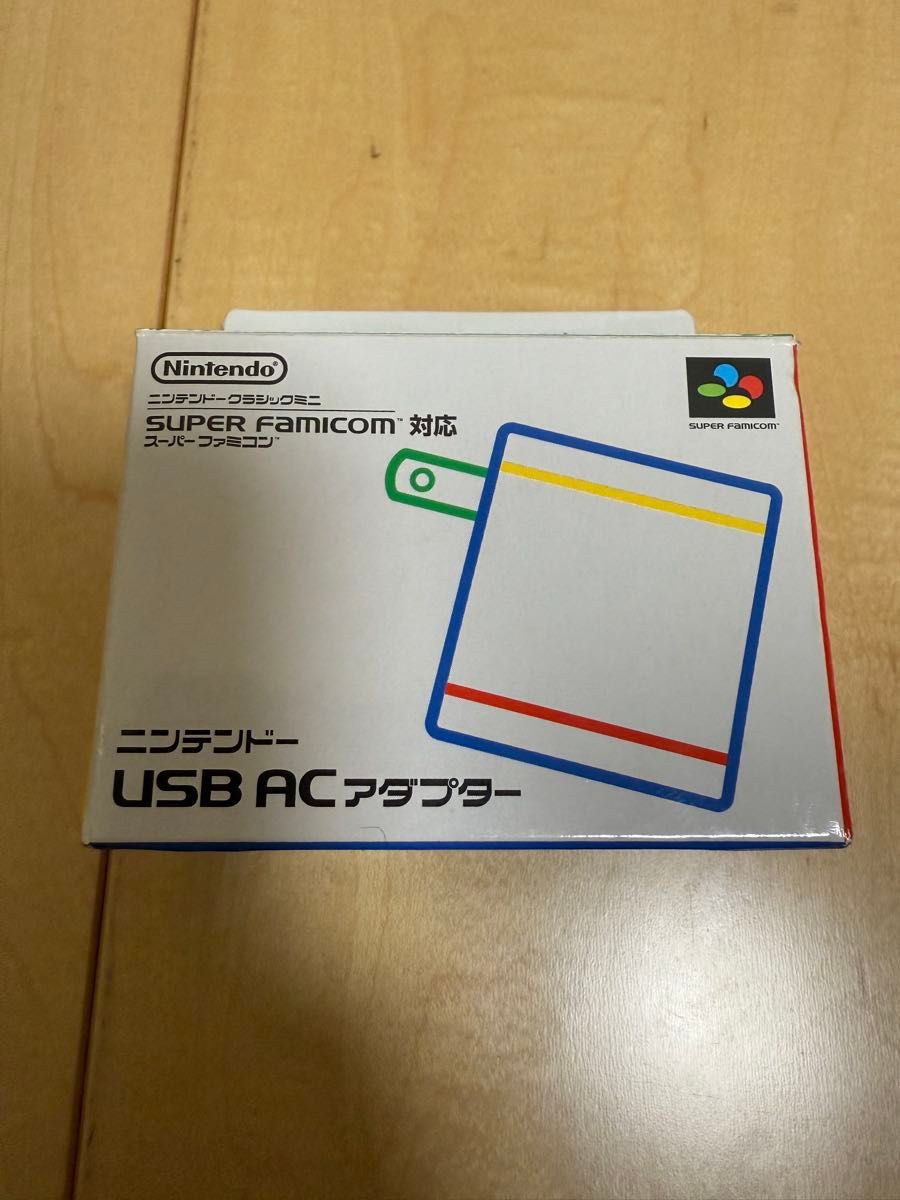 Nintendo®
ニンテンドークラシックミニ
SUPER FAMICOM™ 対応
スーパーファミコン™
SUPER FAMICOM™
ニンテンドー
USB ACアダプター